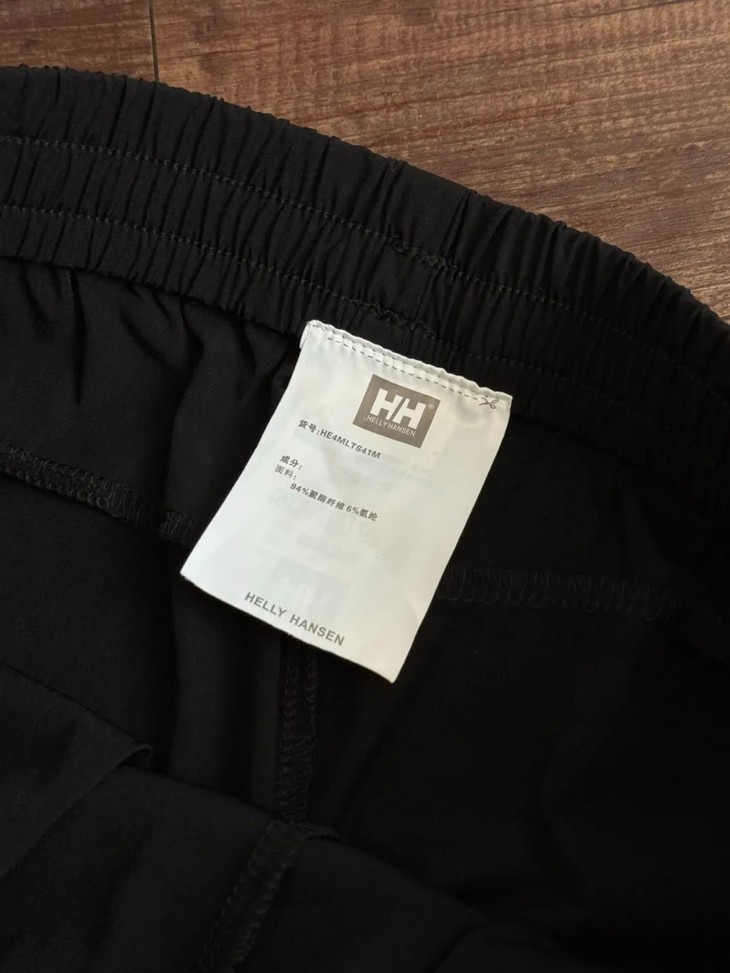 HH®
HELLY HANSEN
货号:HE4MLTS41M
成分:
面料:
94%聚脂纤维 6%氨纶
HELLY HANSEN